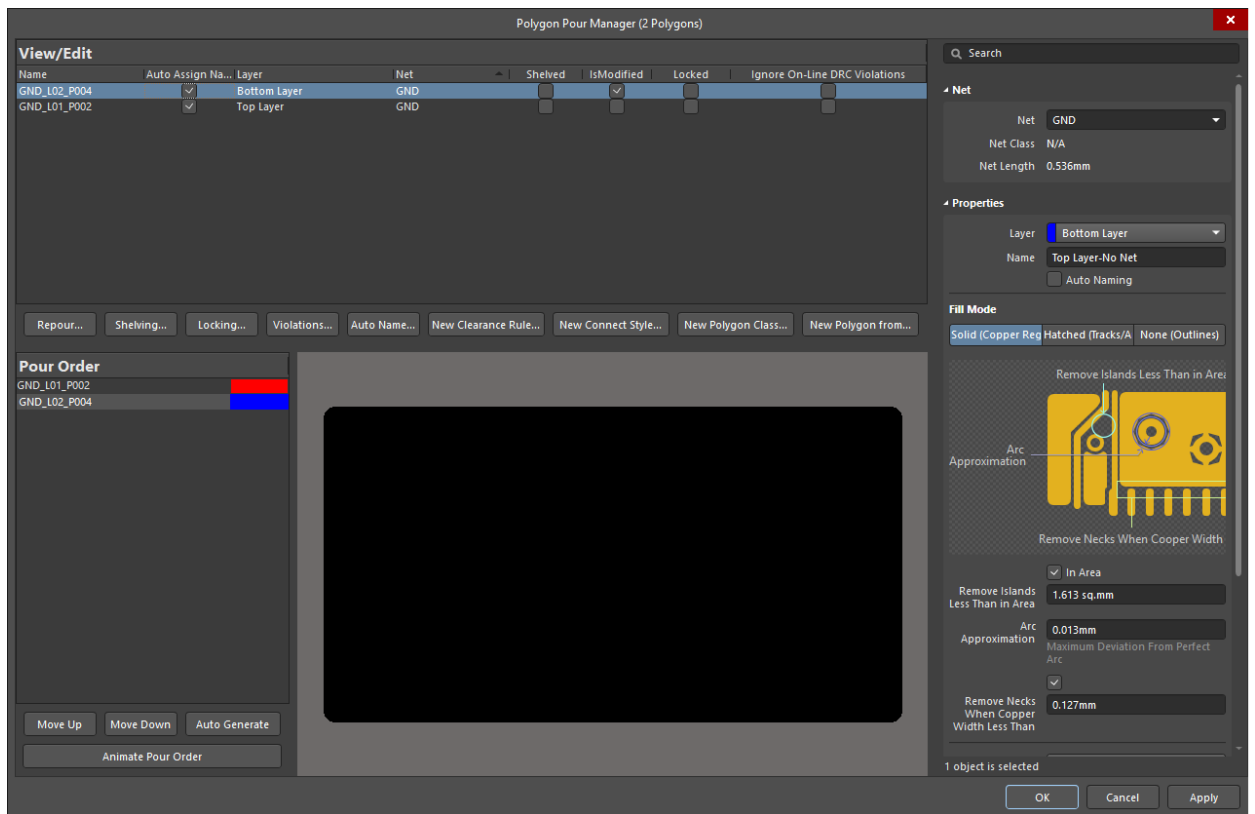 Polygon Pour Manager (2 Polygons)
View/Edit
Name Auto Assign Na... Layer Net Shelved IsModified Locked Ignore On-Line DRC Violations
GND_L02_P004 Bottom Layer GND
GND_L01_P002 Top Layer GND
Repour... Shelving... Locking... Violations... Auto Name... New Clearance Rule... New Connect Style... New Polygon Class... New Polygon from...
Pour Order
GND_L01_P002
GND_L02_P004
Move Up Move Down Auto Generate
Animate Pour Order
Search
Net
Net GND
Net Class N/A
Net Length 0.536mm
Properties
Layer Bottom Layer
Name Top Layer-No Net
Auto Naming
Fill Mode
Solid (Copper Reg Hatched (Tracks/A None (Outlines)
Remove Islands Less Than in Area
Arc
Approximation
Remove Necks When Cooper Width
In Area
Remove Islands
Less Than in Area 1.613 sq.mm
Arc
Approximation 0.013mm
Maximum Deviation From Perfect
Arc
Remove Necks
When Copper
Width Less Than 0.127mm
1 object is selected
OK Cancel Apply